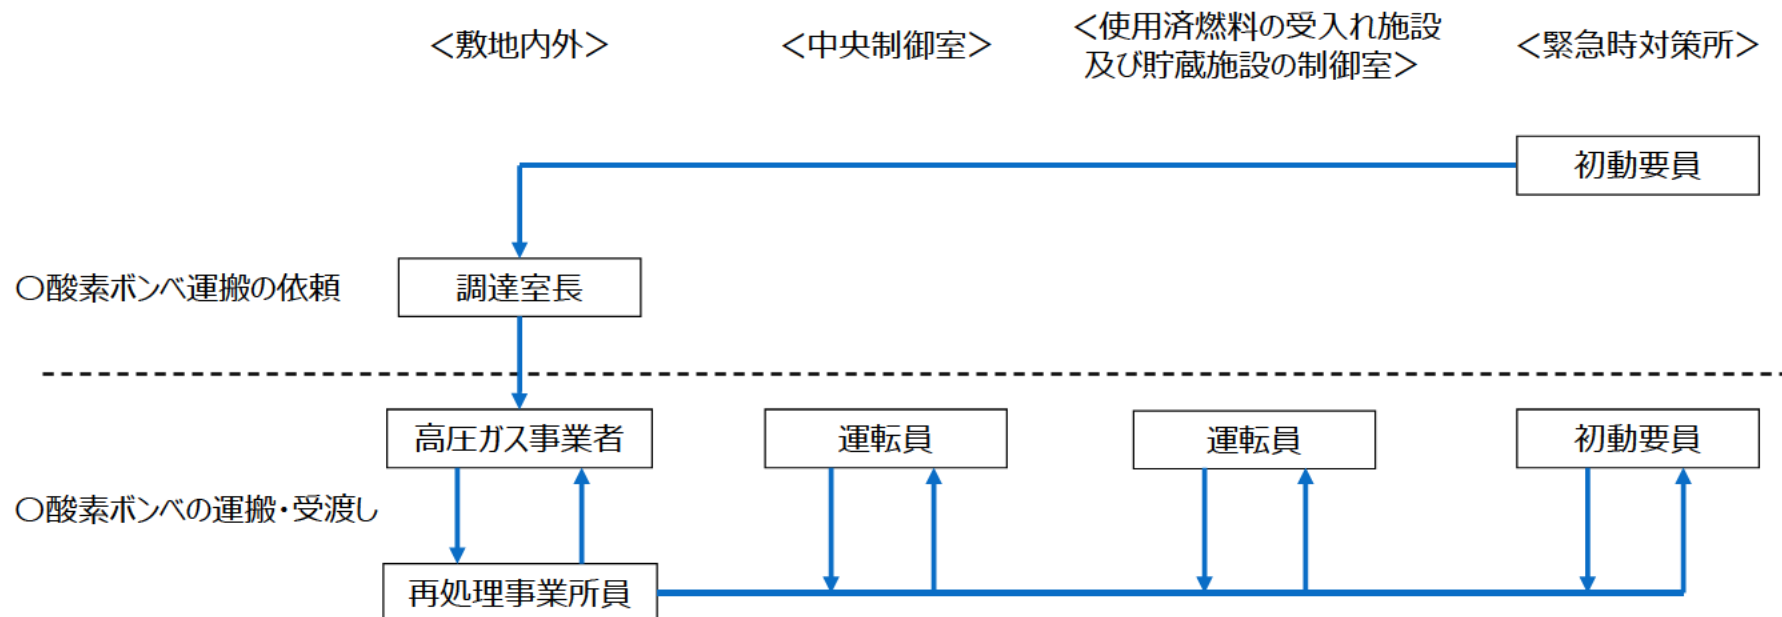 ＜敷地内外＞
＜中央制御室＞
＜使用済燃料の受入れ施設
及び貯蔵施設の制御室＞
＜緊急時対策所＞
初動要員
〇酸素ボンベ運搬の依頼
調達室長
高圧ガス事業者
運転員
運転員
初動要員
〇酸素ボンベの運搬・受渡し
再処理事業所員